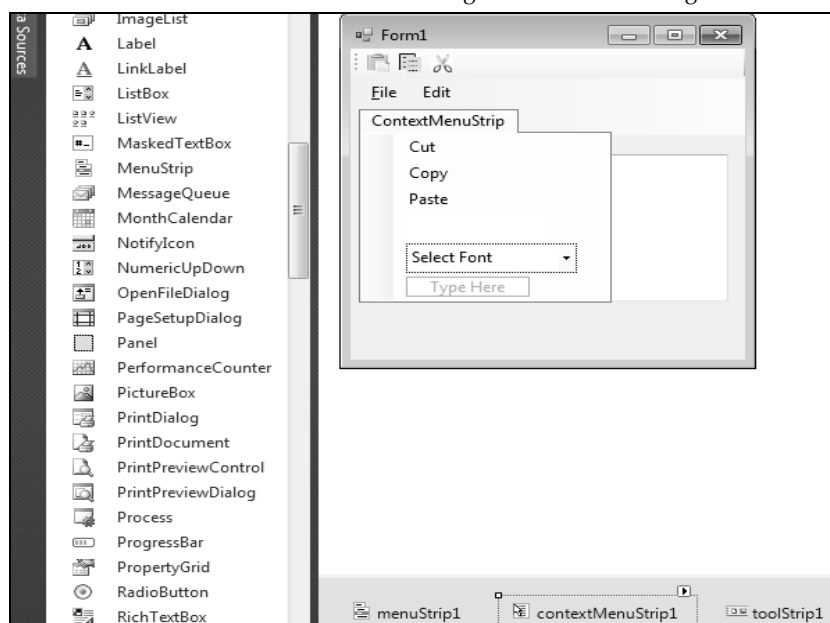 ta Sources
ImageList
Label
LinkLabel
ListBox
ListView
MaskedTextBox
MenuStrip
MessageQueue
MonthCalendar
NotifyIcon
NumericUpDown
OpenFileDialog
PageSetupDialog
Panel
PerformanceCounter
PictureBox
PrintDialog
PrintDocument
PrintPreviewControl
PrintPreviewDialog
Process
ProgressBar
PropertyGrid
RadioButton
RichTextBox
Form1
File Edit
ContextMenuStrip
Cut
Copy
Paste
Select Font
Type Here
menuStrip1 contextMenuStrip1 toolStrip1